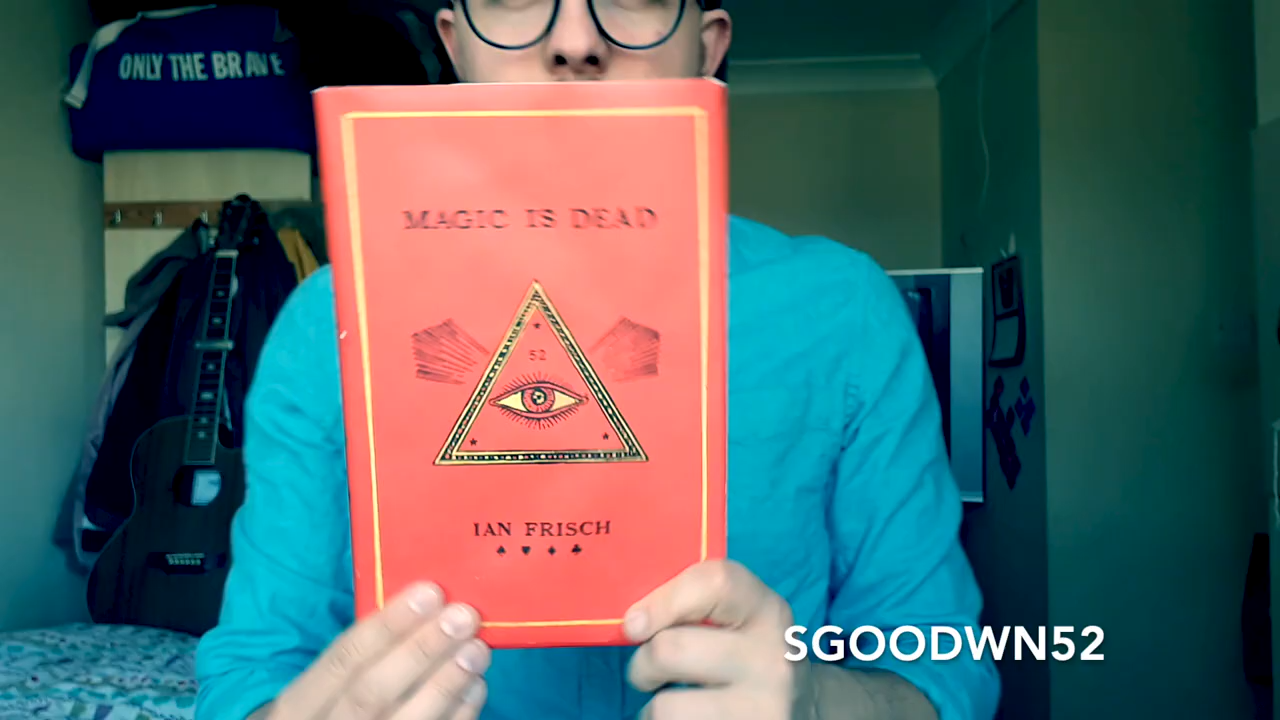 ONLY THE BRAVE
MAGIC IS DEAD
52
IAN FRISCH
SGOODWN52